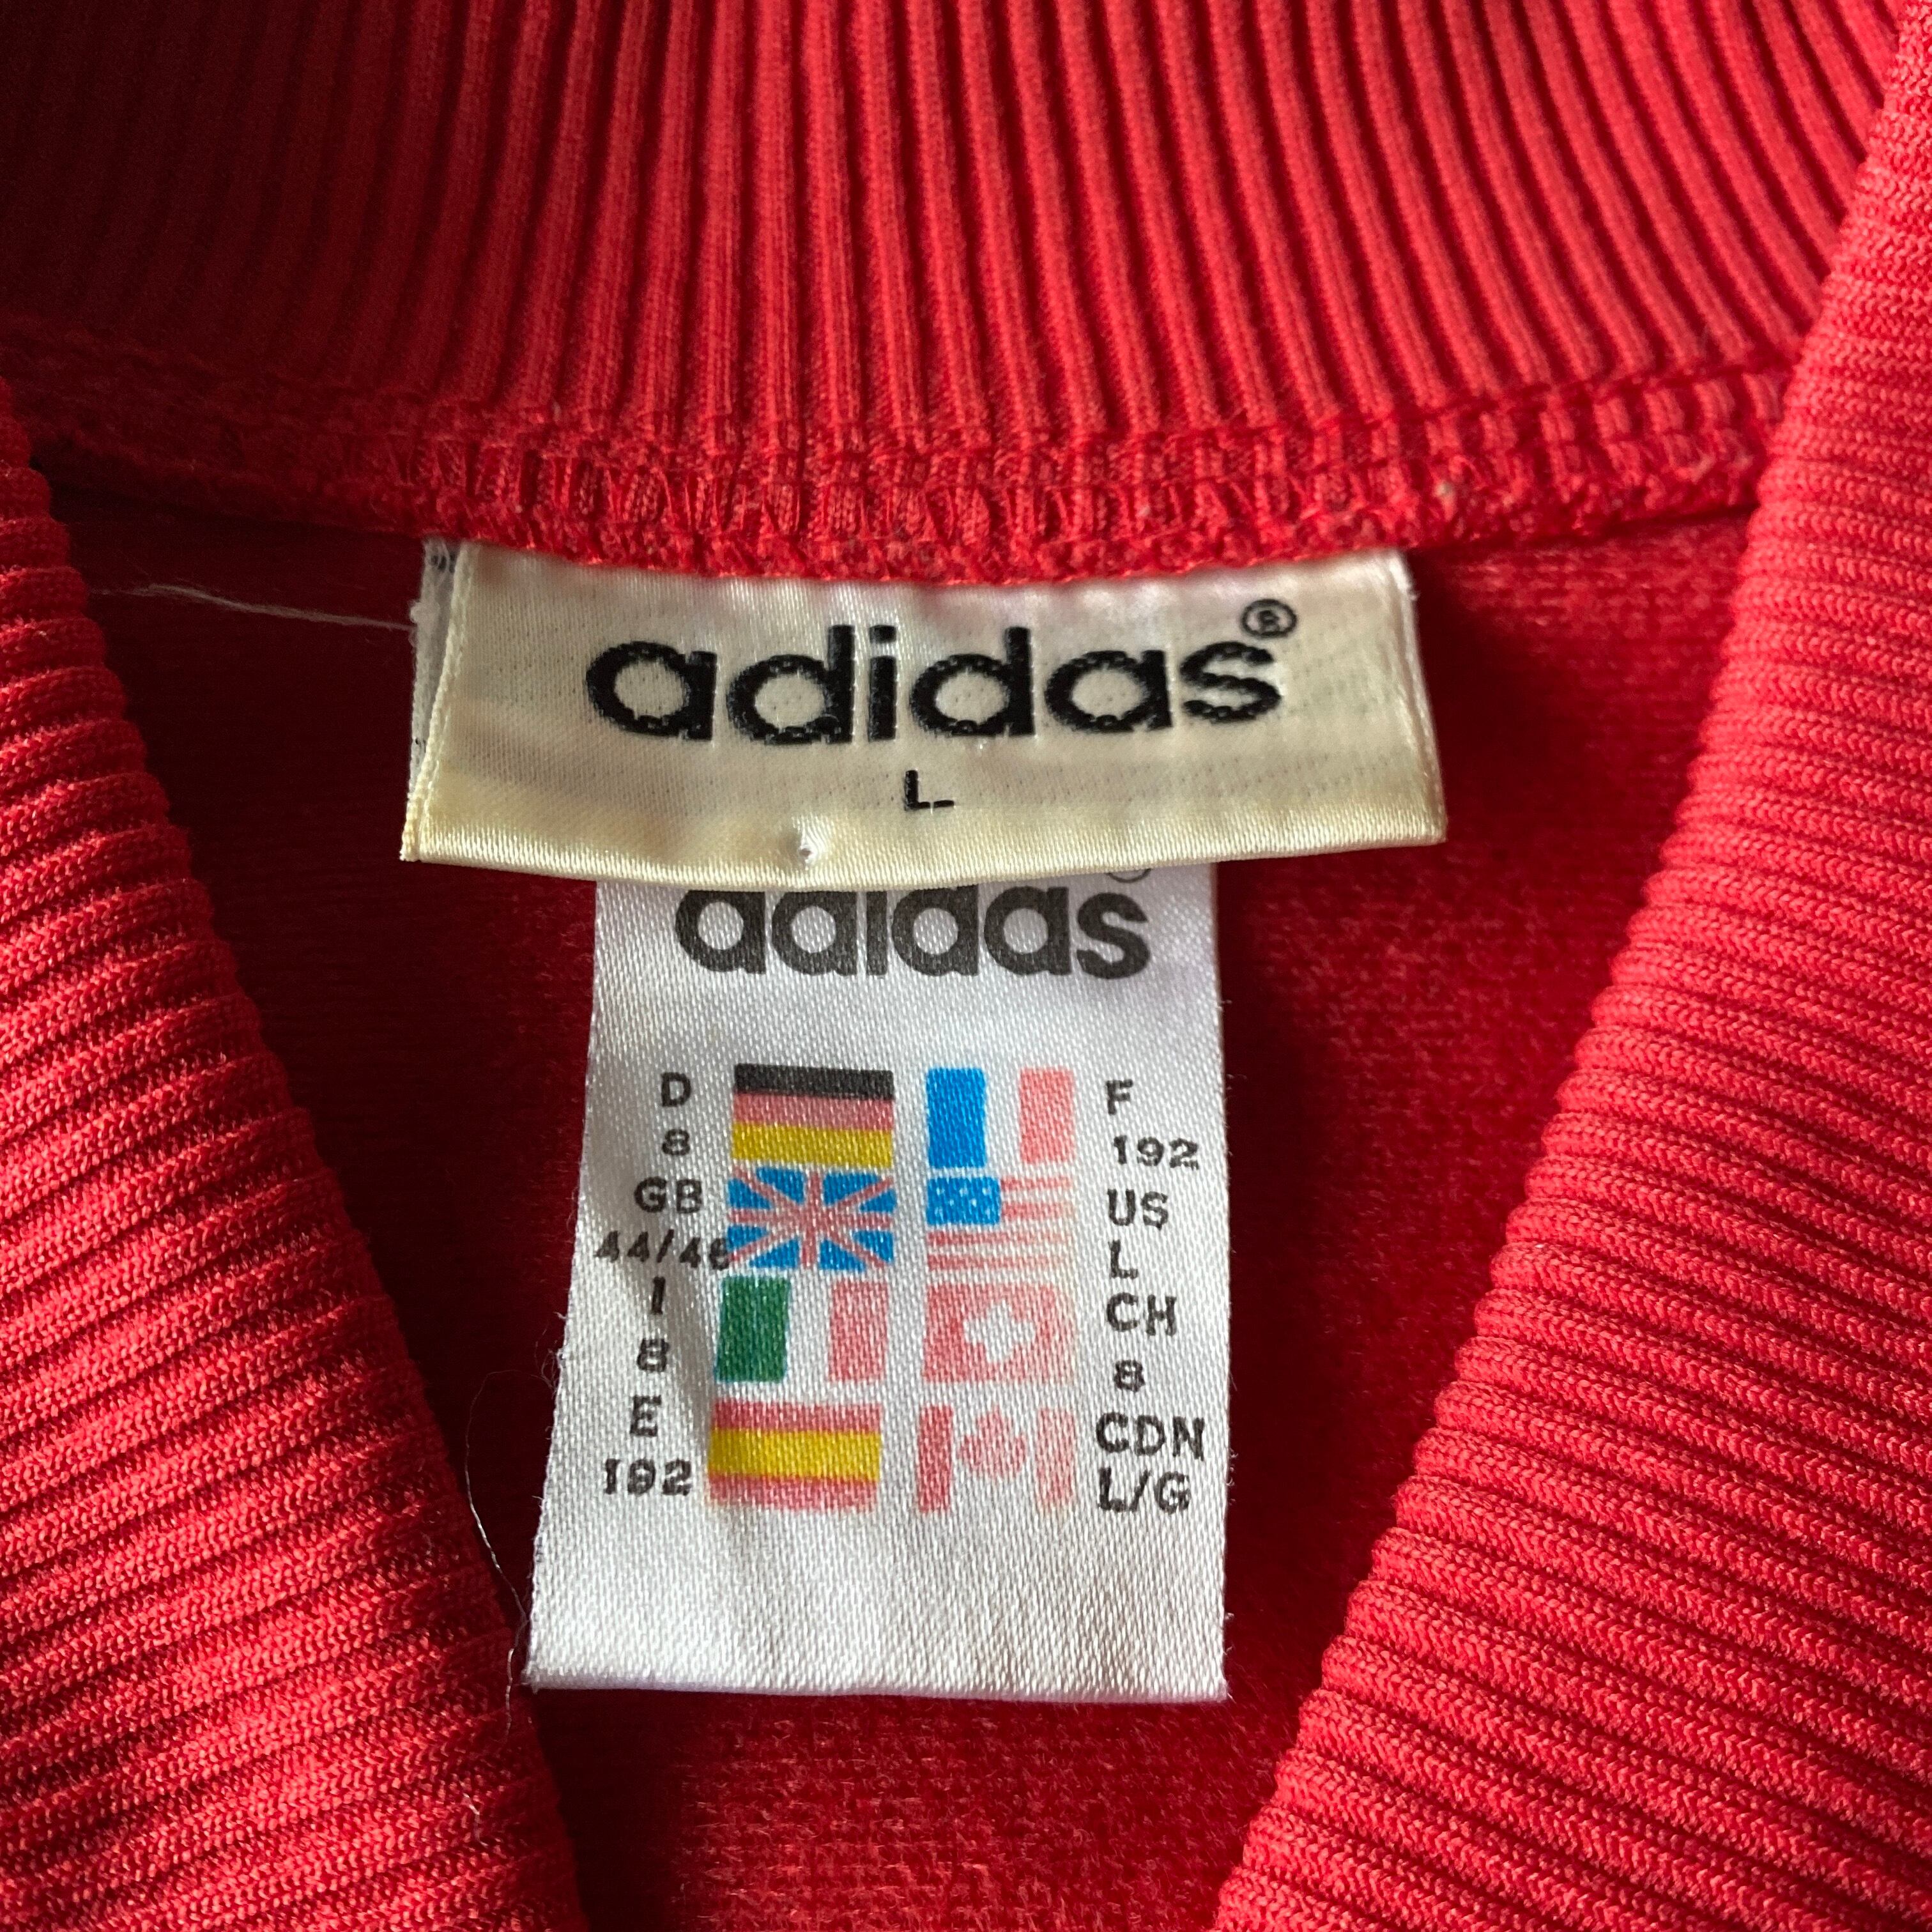 adidas®
L
adidas®
D
8
GB
44/46
I
8
E
192
F
192
US
L
CH
8
CDN
L/G